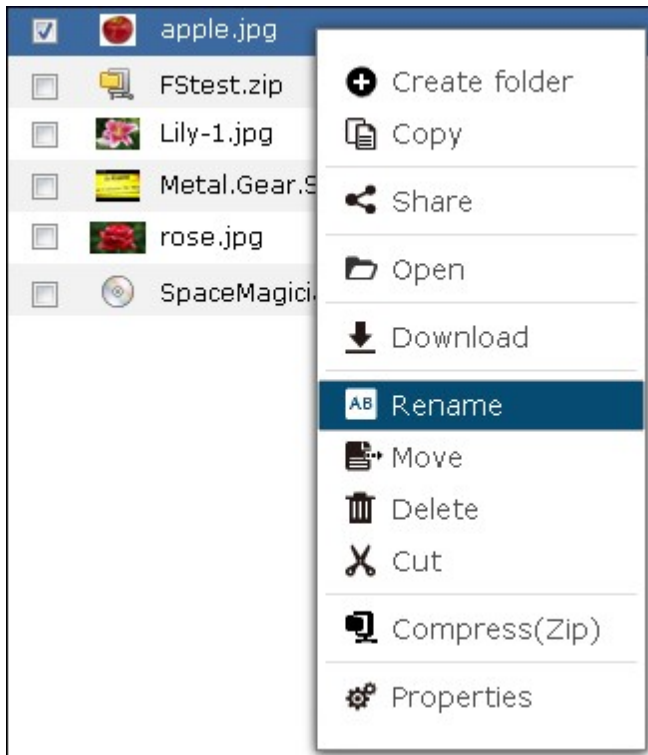 apple.jpg
Create folder
FStest.zip
Lily-1.jpg
Copy
Metal.Gear.S
Share
rose.jpg
Open
SpaceMagici
Download
AB Rename
Move
Delete
Cut
Compress(Zip)
Properties